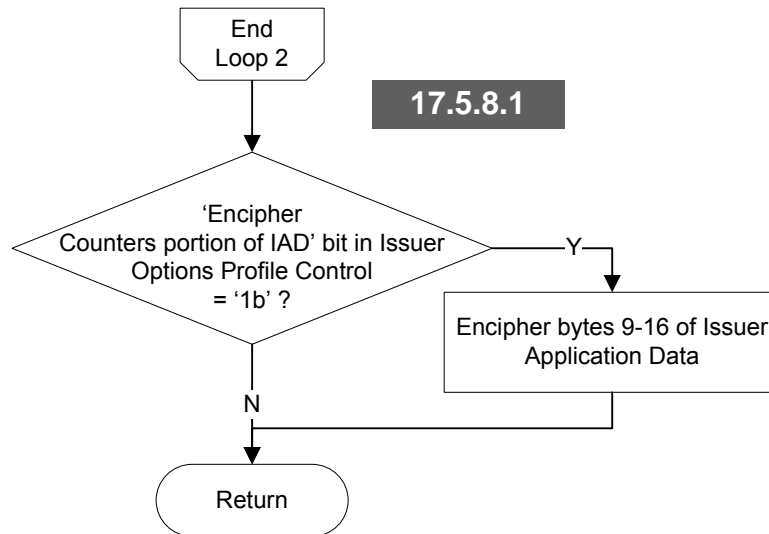 End
Loop 2
17.5.8.1
‘Encipher
Counters portion of IAD’ bit in Issuer
Options Profile Control
= ‘1b’ ?
Y
Encipher bytes 9-16 of Issuer
Application Data
N
Return